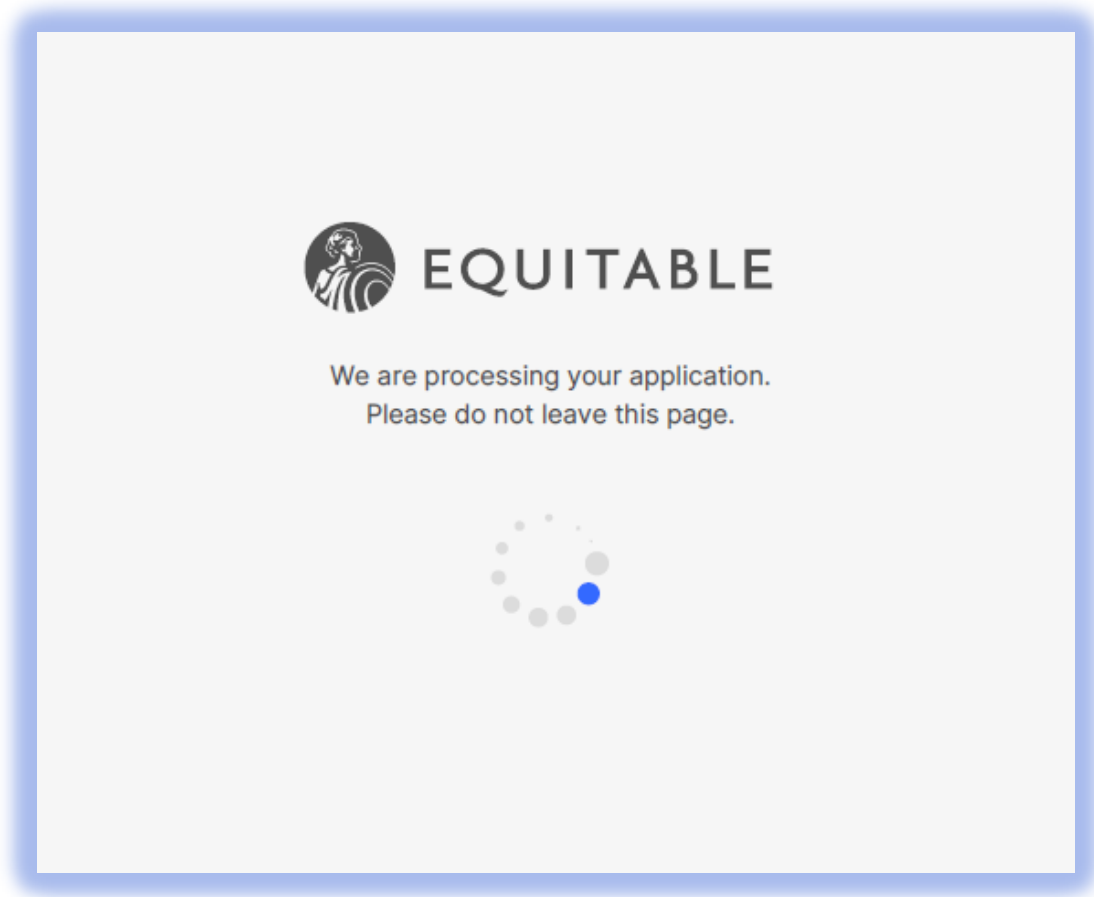 EQUITABLE
We are processing your application.
Please do not leave this page.